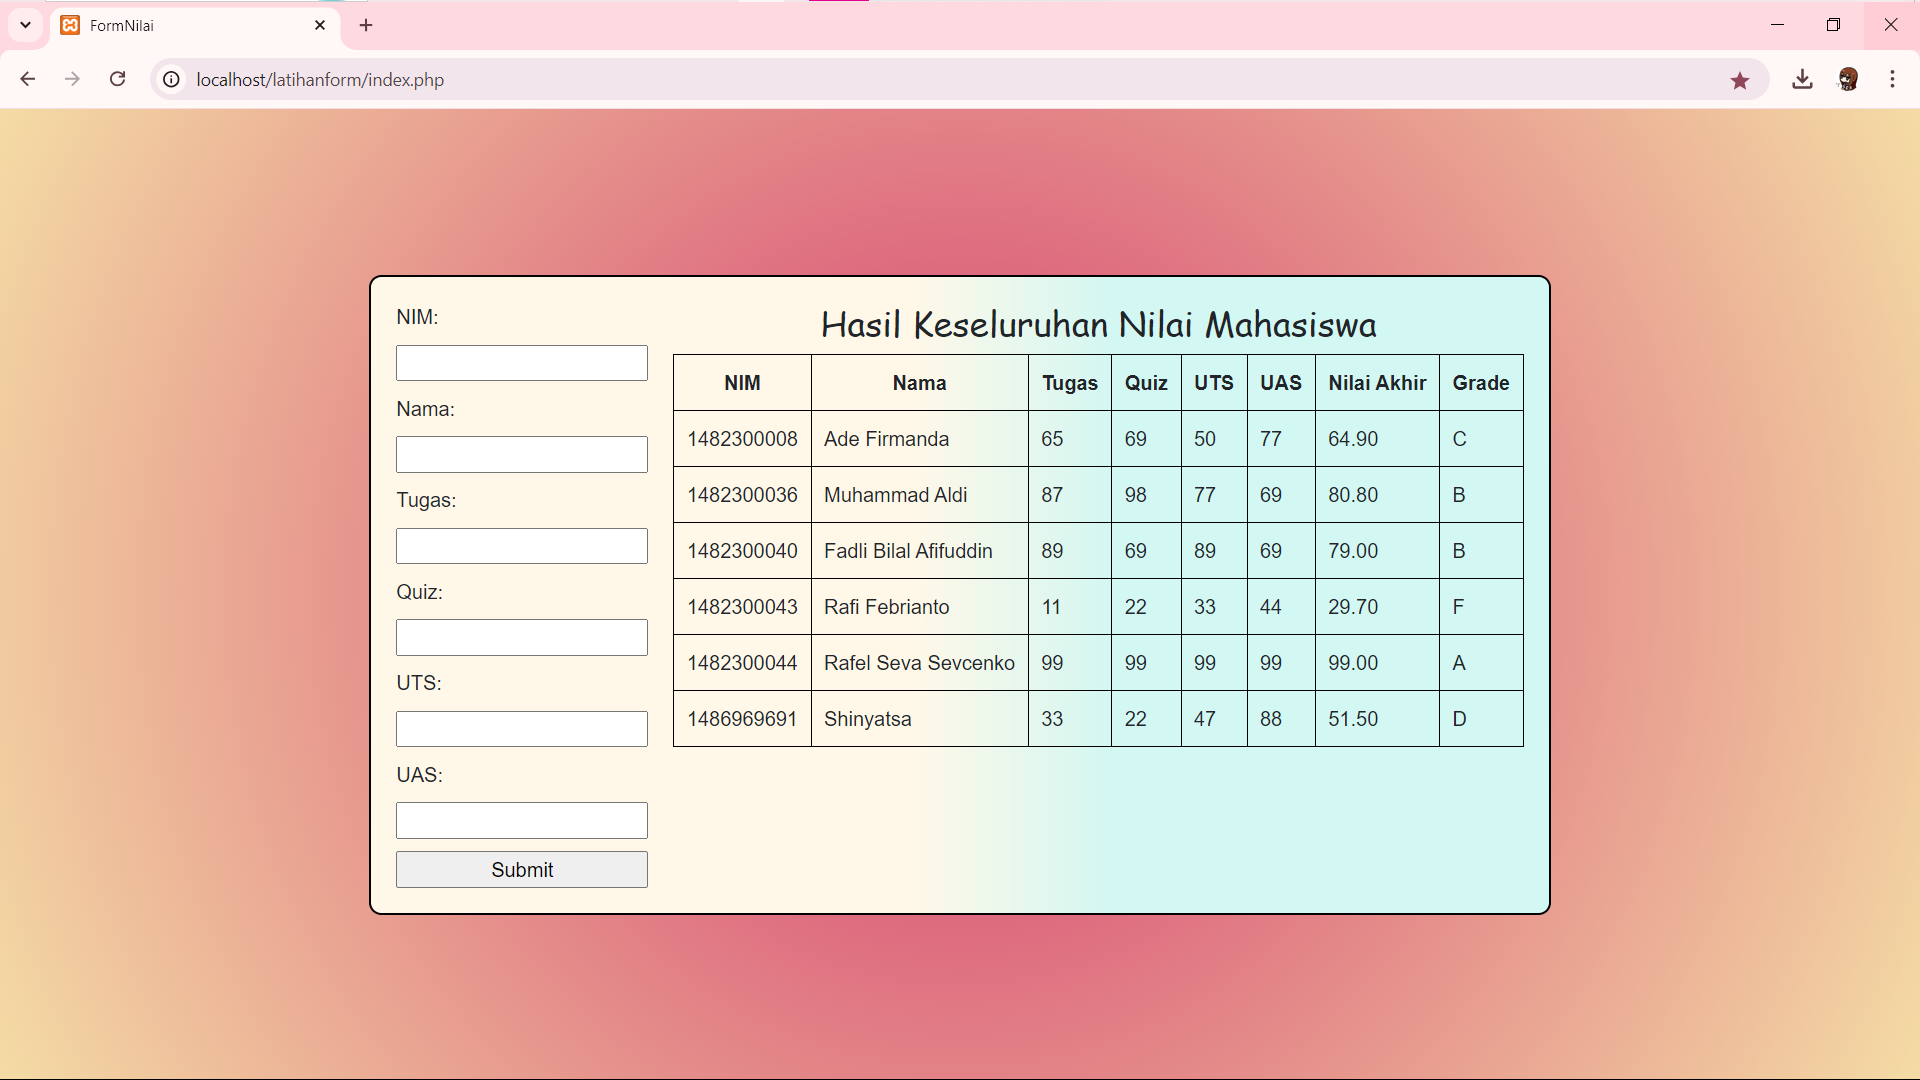 FormNilai
localhost/latihanform/index.php
NIM:
Nama:
Tugas:
Quiz:
UTS:
UAS:
Submit
Hasil Keseluruhan Nilai Mahasiswa
NIM Nama Tugas Quiz UTS UAS Nilai Akhir Grade
1482300008 Ade Firmanda 65 69 50 77 64.90 C
1482300036 Muhammad Aldi 87 98 77 69 80.80 B
1482300040 Fadli Bilal Afifuddin 89 69 89 69 79.00 B
1482300043 Rafi Febrianto 11 22 33 44 29.70 F
1482300044 Rafel Seva Sevcenko 99 99 99 99 99.00 A
1486969691 Shinyatsa 33 22 47 88 51.50 D